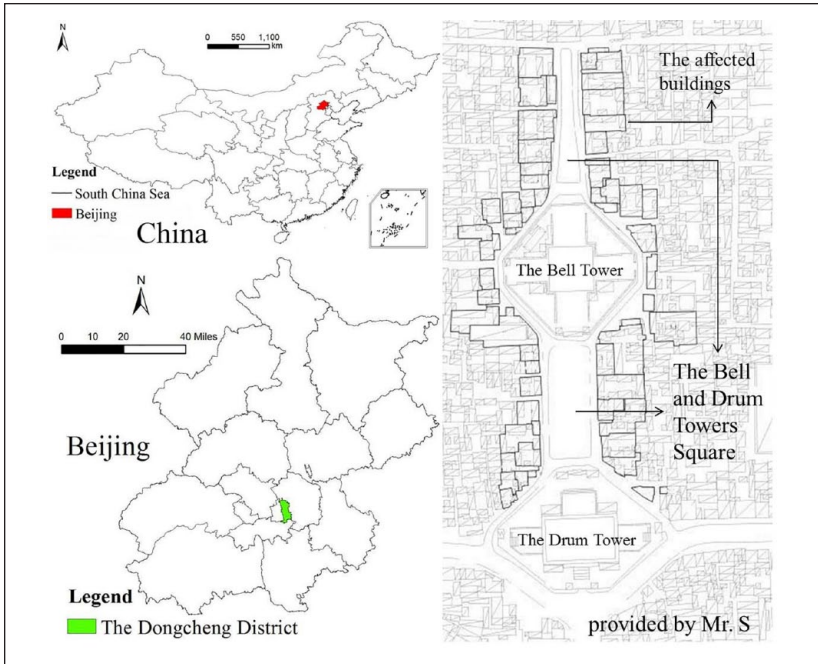 N
0 550 1,100
km
Legend
South China Sea
Beijing
China
N
0 10 20 40 Miles
Beijing
Legend
The Dongcheng District
The affected
buildings
The Bell Tower
The Bell
and Drum
Towers
Square
The Drum Tower
provided by Mr. S